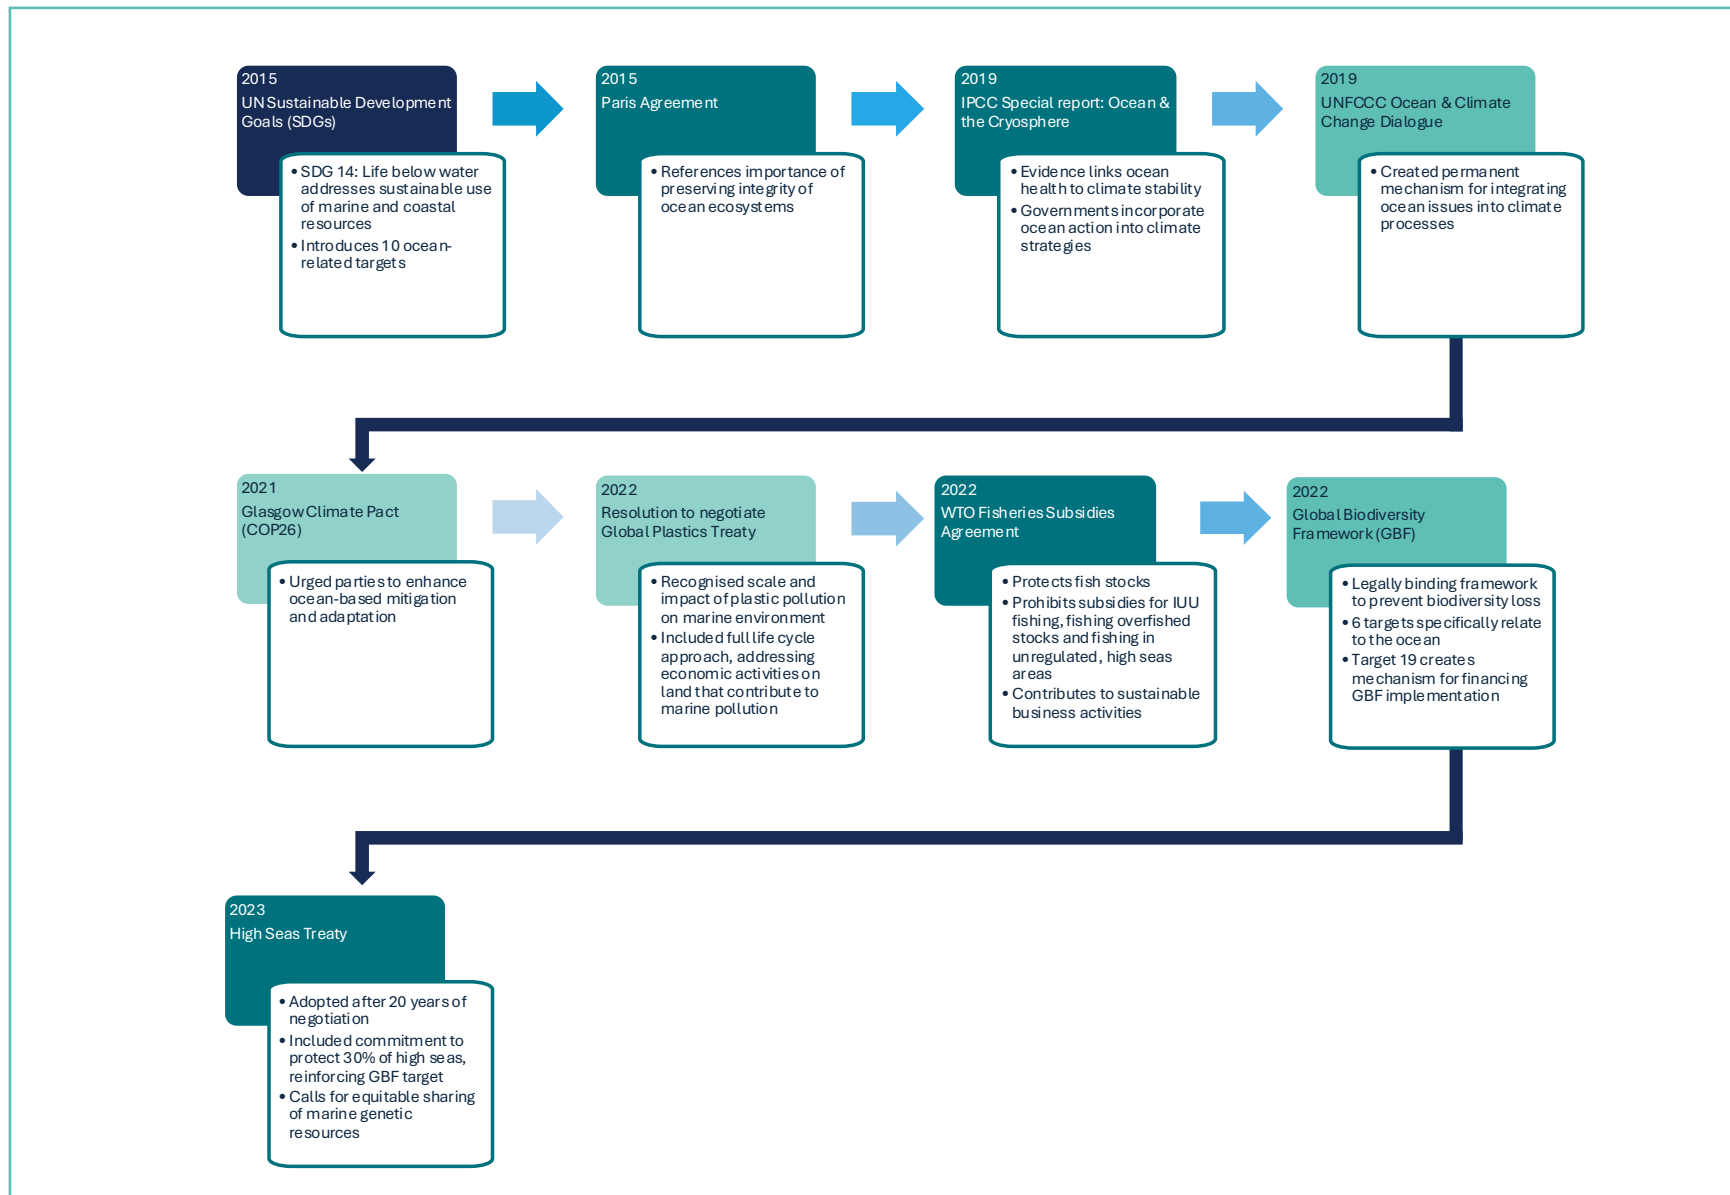 2015
UN Sustainable Development
Goals (SDGs)
• SDG 14: Life below water
addresses sustainable use
of marine and coastal
resources
• Introduces 10 ocean-
related targets
2015
Paris Agreement
• References importance of
preserving integrity of
ocean ecosystems
2019
IPCC Special report: Ocean &
the Cryosphere
• Evidence links ocean
health to climate stability
• Governments incorporate
ocean action into climate
strategies
2019
UNFCCC Ocean & Climate
Change Dialogue
• Created permanent
mechanism for integrating
ocean issues into climate
processes
2021
Glasgow Climate Pact
(COP26)
• Urged parties to enhance
ocean-based mitigation
and adaptation
2022
Resolution to negotiate
Global Plastics Treaty
• Recognised scale and
impact of plastic pollution
on marine environment
• Included full life cycle
approach, addressing
economic activities on
land that contribute to
marine pollution
2022
WTO Fisheries Subsidies
Agreement
• Protects fish stocks
• Prohibits subsidies for IUU
fishing, fishing overfished
stocks and fishing in
unregulated, high seas
areas
• Contributes to sustainable
business activities
2022
Global Biodiversity
Framework (GBF)
• Legally binding framework
to prevent biodiversity loss
• 6 targets specifically relate
to the ocean
• Target 19 creates
mechanism for financing
GBF implementation
2023
High Seas Treaty
• Adopted after 20 years of
negotiation
• Included commitment to
protect 30% of high seas,
reinforcing GBF target
• Calls for equitable sharing
of marine genetic
resources